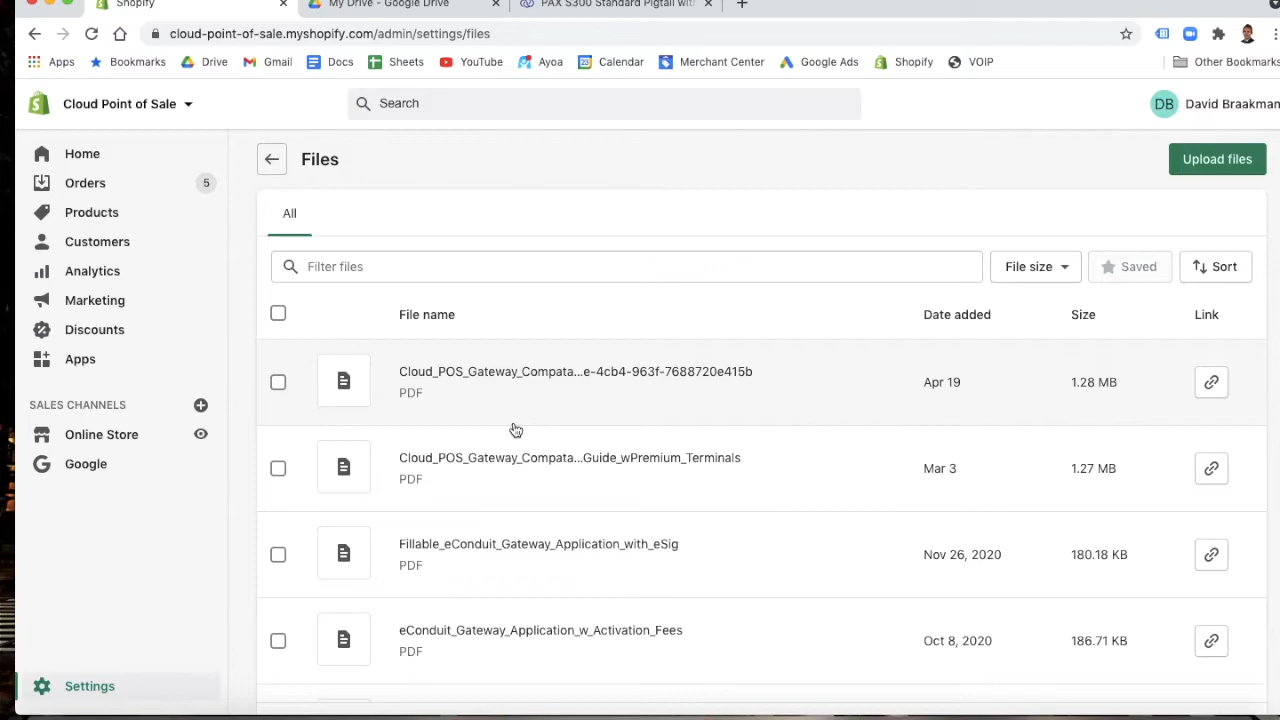 Shopify
My Drive - Google Drive
PAX S300 Standard Pigtail wit
cloud-point-of-sale.myshopify.com/admin/settings/files
Apps
Bookmarks
Drive
Gmail
Docs
Sheets
YouTube
Ayoa
Calendar
Merchant Center
Google Ads
Shopify
VOIP
Other Bookmarks
Cloud Point of Sale
Search
DB
David Braakman
Home
Orders
5
Products
Customers
Analytics
Marketing
Discounts
Apps
SALES CHANNELS
Online Store
Google
Settings
Files
Upload files
All
Filter files
File size
Saved
Sort
File name
Date added
Size
Link
Cloud_POS_Gateway_Compata...e-4cb4-963f-7688720e415b
PDF
Apr 19
1.28 MB
Cloud_POS_Gateway_Compata...Guide_wPremium_Terminals
PDF
Mar 3
1.27 MB
Fillable_eConduit_Gateway_Application_with_eSig
PDF
Nov 26, 2020
180.18 KB
eConduit_Gateway_Application_w_Activation_Fees
PDF
Oct 8, 2020
186.71 KB